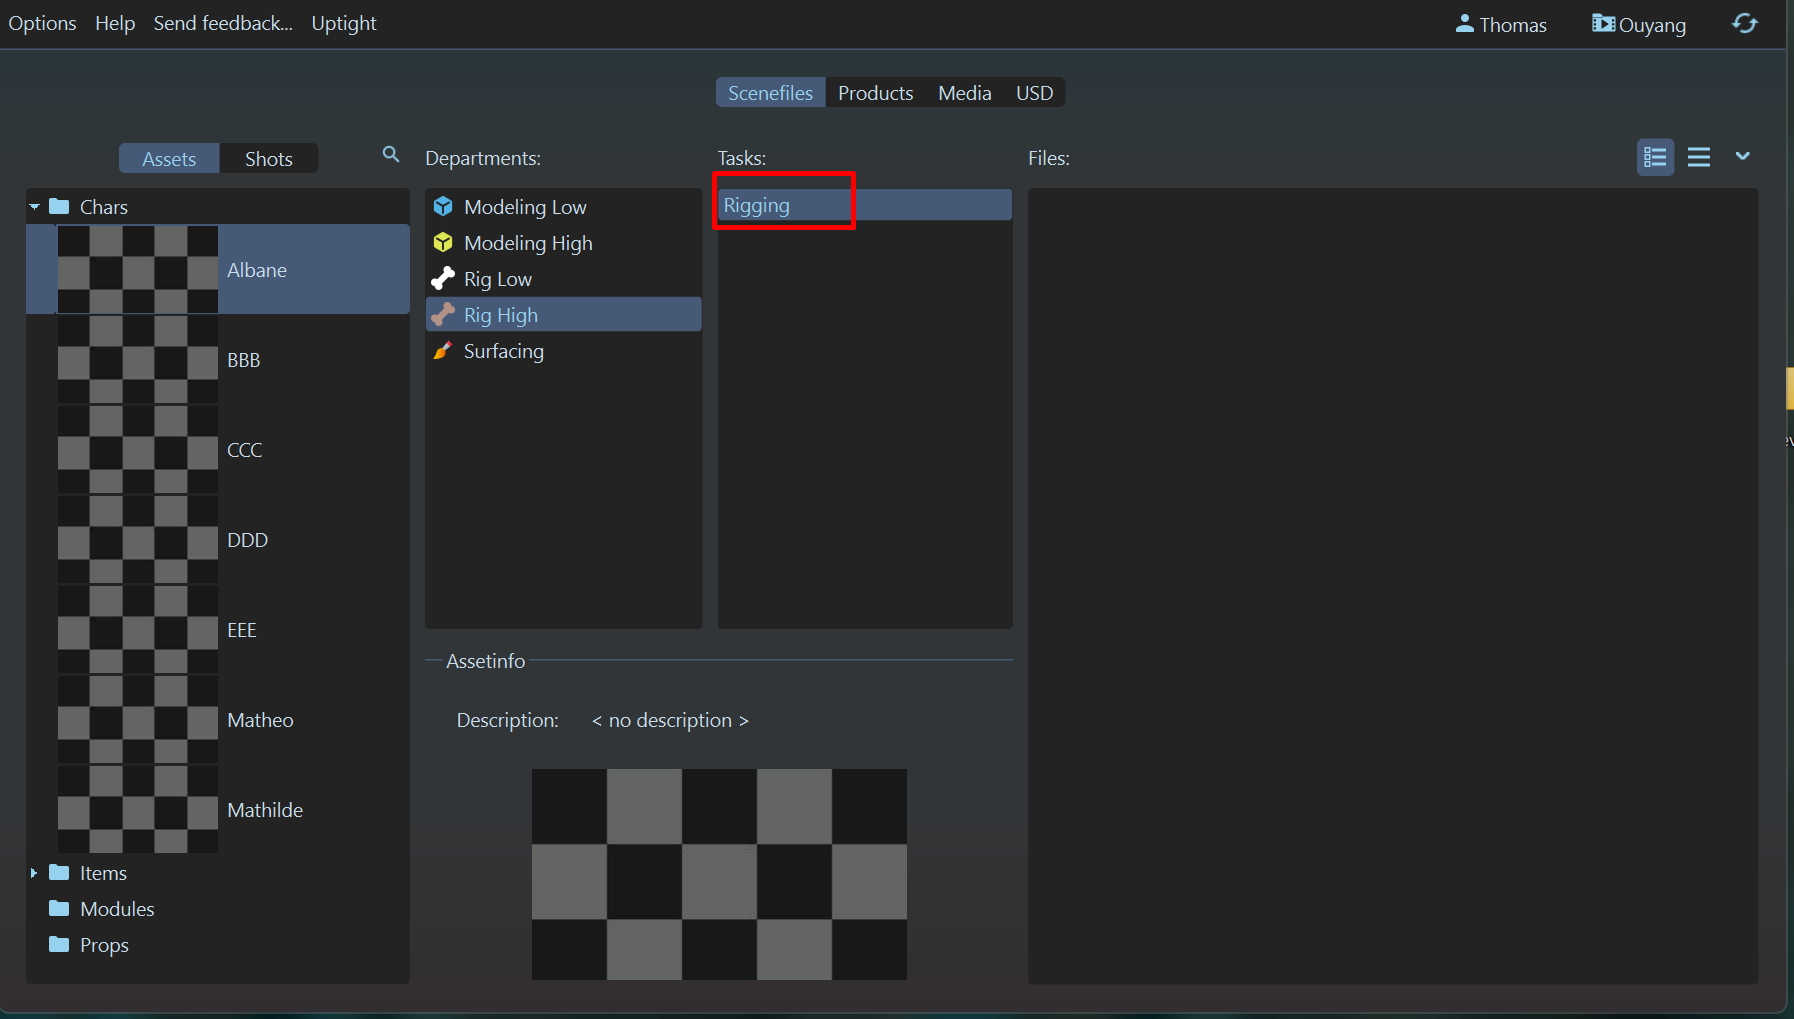 Options Help Send feedback... Uptight Thomas Ouyang
Scenefiles Products Media USD
Assets Shots
Departments:
Tasks:
Files:
Chars
Albane
BBB
CCC
DDD
EEE
Matheo
Mathilde
Items
Modules
Props
Modeling Low
Modeling High
Rig Low
Rig High
Surfacing
Rigging
Assetinfo
Description: < no description >